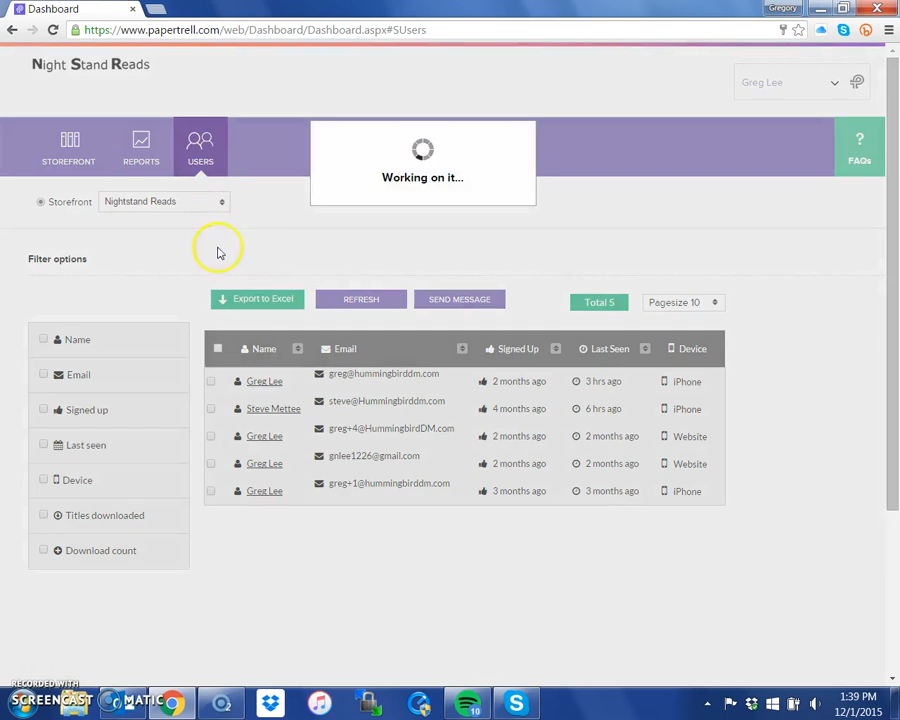 Dashboard
Gregory
https://www.papertrell.com/web/Dashboard/Dashboard.aspx#SUsers
Night Stand Reads
Greg Lee
STOREFRONT
REPORTS
USERS
Working on it...
?
FAQs
Storefront
Nightstand Reads
Filter options
Export to Excel
REFRESH
SEND MESSAGE
Total 5
Pagesize 10
Name
Email
Signed up
Last seen
Device
Titles downloaded
Download count
Name Email Signed Up Last Seen Device
Greg Lee greg@hummingbirddm.com 2 months ago 3 hrs ago iPhone
Steve Mettee steve@Hummingbirddm.com 4 months ago 6 hrs ago iPhone
Greg Lee greg+4@HummingbirdDM.com 2 months ago 2 months ago Website
Greg Lee gnlee1226@gmail.com 2 months ago 2 months ago Website
Greg Lee greg+1@hummingbirddm.com 3 months ago 3 months ago iPhone
RECORDED WITH
SCREENCAST MATIC
10
1:39 PM
12/1/2015